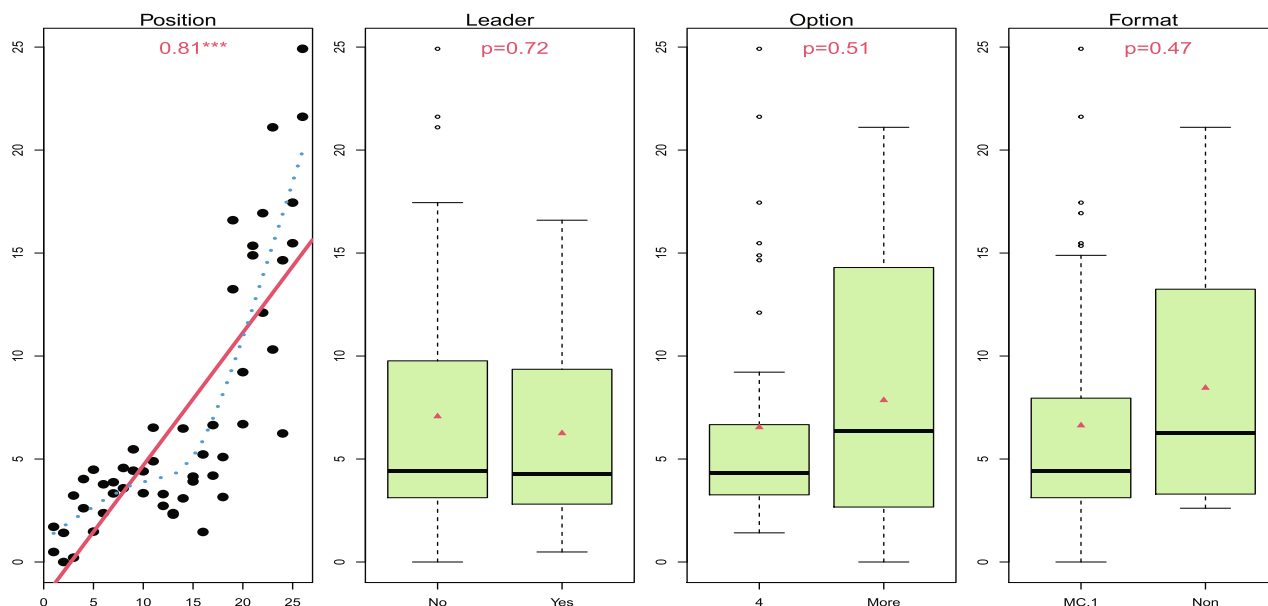 Position
0.81***
0 5 10 15 20 25
0 5 10 15 20 25
Leader
p=0.72
0 5 10 15 20 25
No Yes
Option
p=0.51
0 5 10 15 20 25
4 More
Format
p=0.47
0 5 10 15 20 25
MC.1 Non